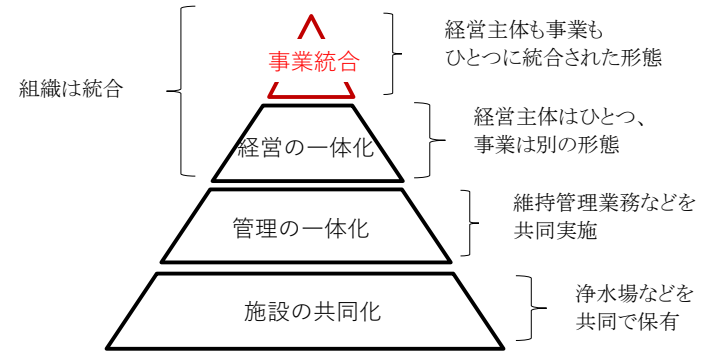 事業統合
経営主体も事業も
ひとつに統合された形態
組織は統合
経営の一体化
経営主体はひとつ、
事業は別の形態
管理の一体化
維持管理業務などを
共同実施
施設の共同化
浄水場などを
共同で保有